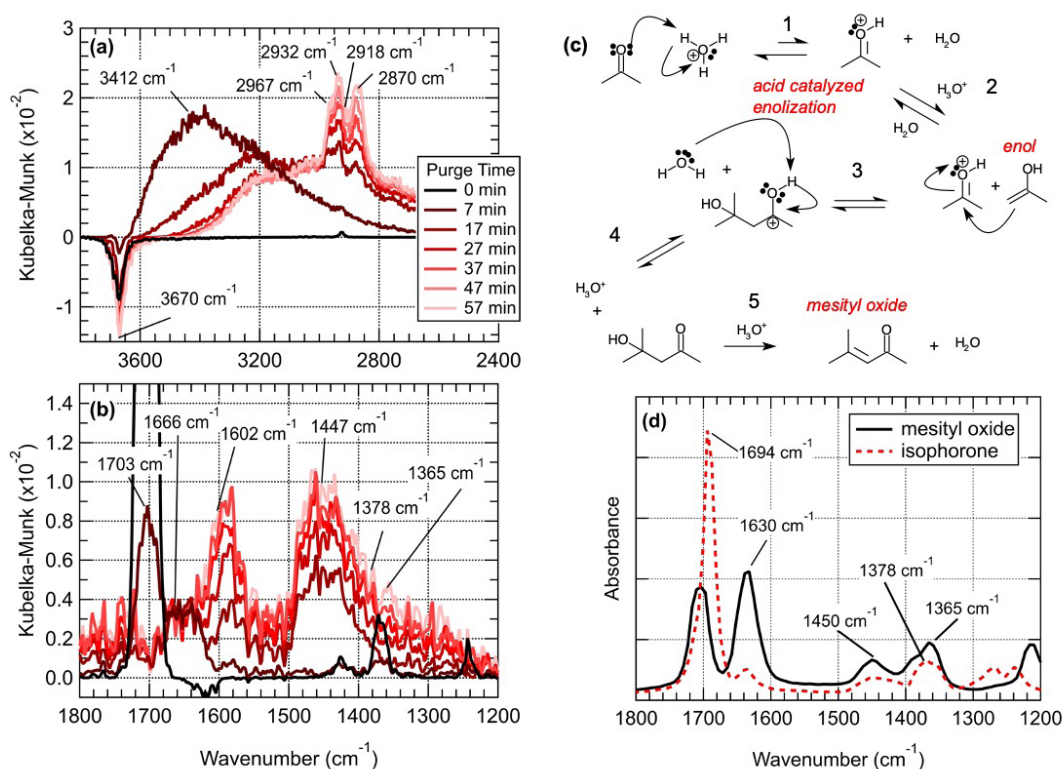 (a)
3
2
1
0
-1
Kubelka-Munk (x10⁻²)
2932 cm⁻¹
2918 cm⁻¹
3412 cm⁻¹
2967 cm⁻¹
2870 cm⁻¹
3670 cm⁻¹
Purge Time
0 min
7 min
17 min
27 min
37 min
47 min
57 min
3600
3200
2800
2400
(b)
1.4
1.2
1.0
0.8
0.6
0.4
0.2
0.0
Kubelka-Munk (x10⁻²)
1666 cm⁻¹
1602 cm⁻¹
1447 cm⁻¹
1703 cm⁻¹
1365 cm⁻¹
1378 cm⁻¹
1800
1700
1600
1500
1400
1300
1200
Wavenumber (cm⁻¹)
(c)
O
H
H
O
H
1
O
H
+
H₂O
acid catalyzed
enolization
H₃O⁺
2
H₂O
enol
H
O
H
+
HO
O
H
3
O
H
+
OH
4
H₃O⁺
+
HO
O
5
H₃O⁺
mesityl oxide
O
+
H₂O
(d)
mesityl oxide
isophorone
1694 cm⁻¹
1630 cm⁻¹
1378 cm⁻¹
1450 cm⁻¹
1365 cm⁻¹
Absorbance
1800
1700
1600
1500
1400
1300
1200
Wavenumber (cm⁻¹)